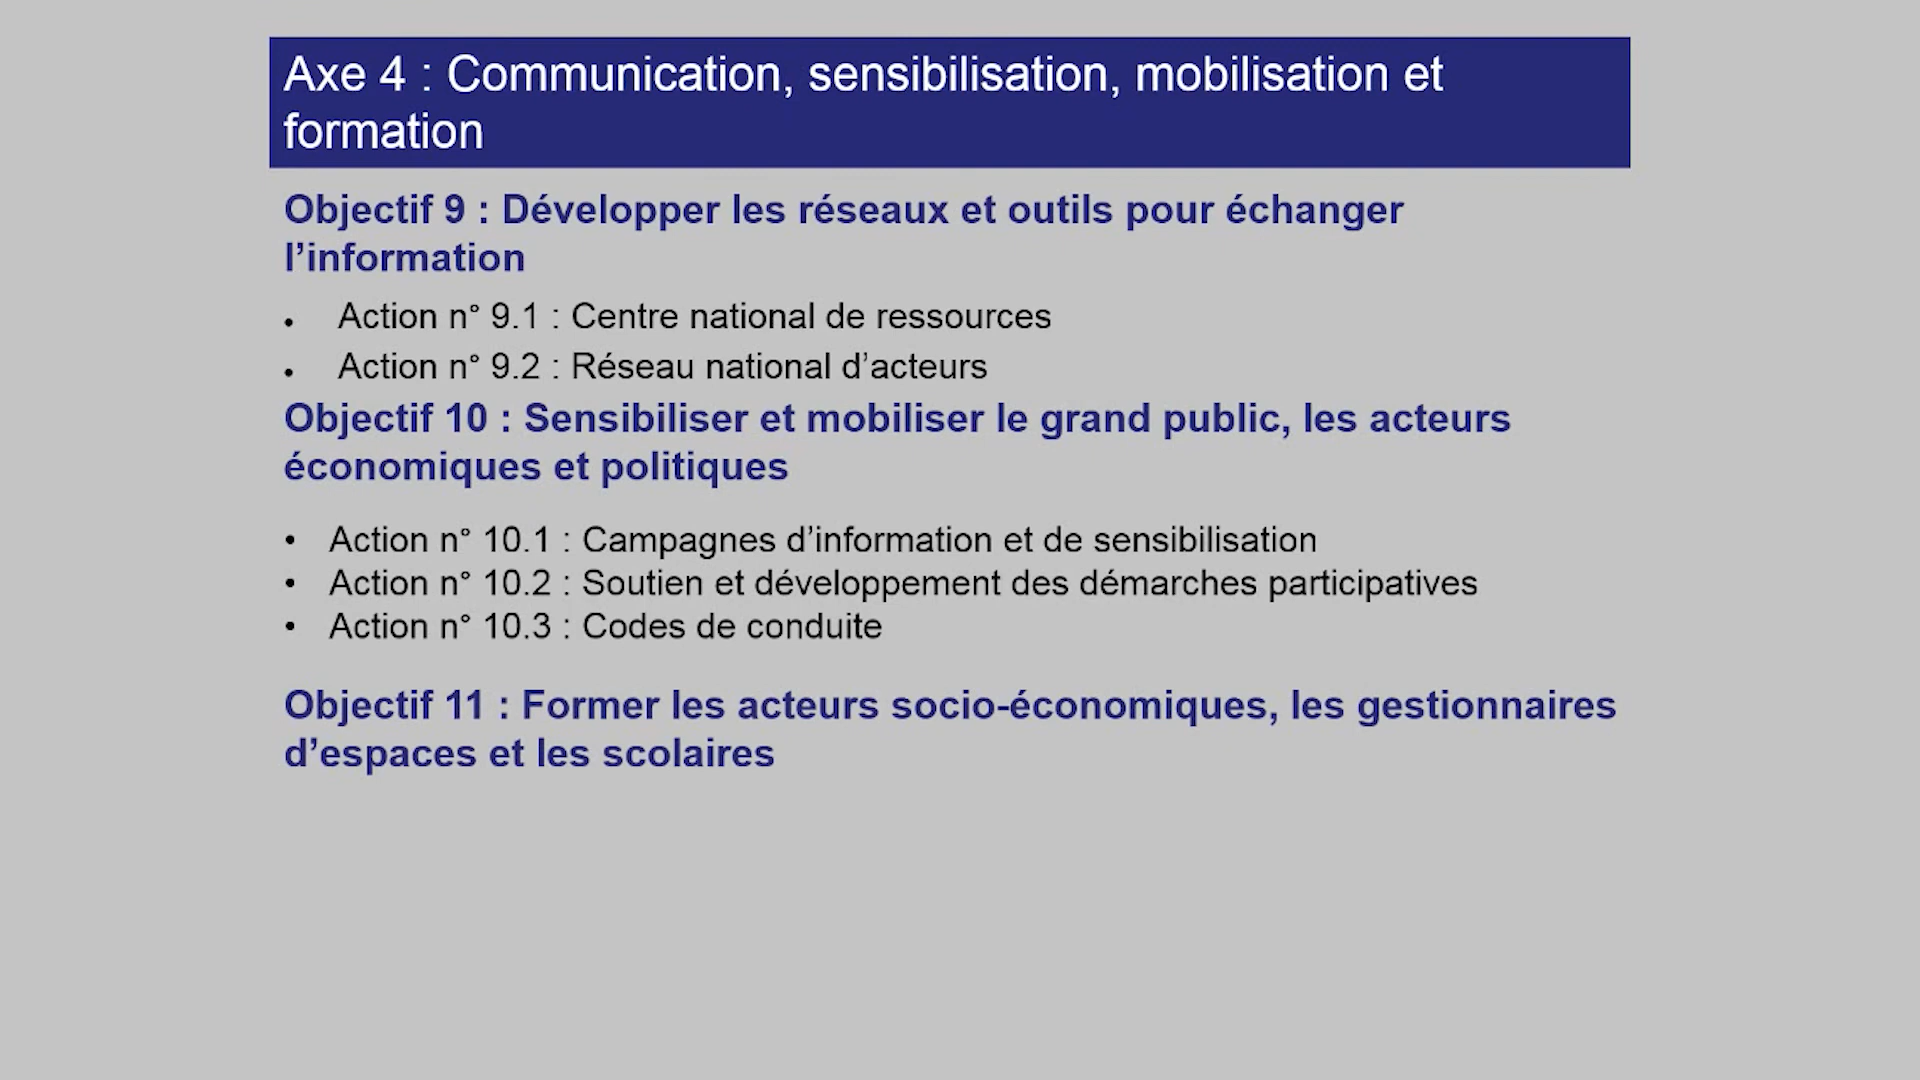 Axe 4 : Communication, sensibilisation, mobilisation et
formation
Objectif 9 : Développer les réseaux et outils pour échanger
l’information
• Action n° 9.1 : Centre national de ressources
• Action n° 9.2 : Réseau national d’acteurs
Objectif 10 : Sensibiliser et mobiliser le grand public, les acteurs
économiques et politiques
• Action n° 10.1 : Campagnes d’information et de sensibilisation
• Action n° 10.2 : Soutien et développement des démarches participatives
• Action n° 10.3 : Codes de conduite
Objectif 11 : Former les acteurs socio-économiques, les gestionnaires
d’espaces et les scolaires